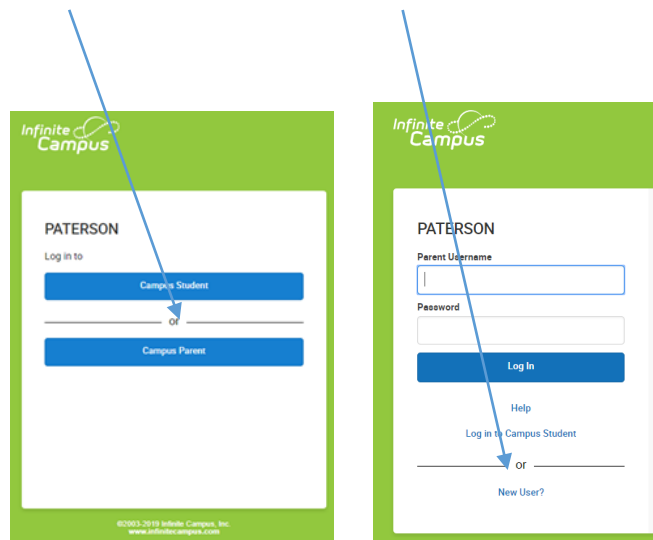 Infinite
Campus
PATERSON
Log in to
Campus Student
or
Campus Parent
©2003-2019 Infinite Campus, Inc.
www.infinitecampus.com
Infinite
Campus
PATERSON
Parent Username
Password
Log In
Help
Log in to Campus Student
or
New User?